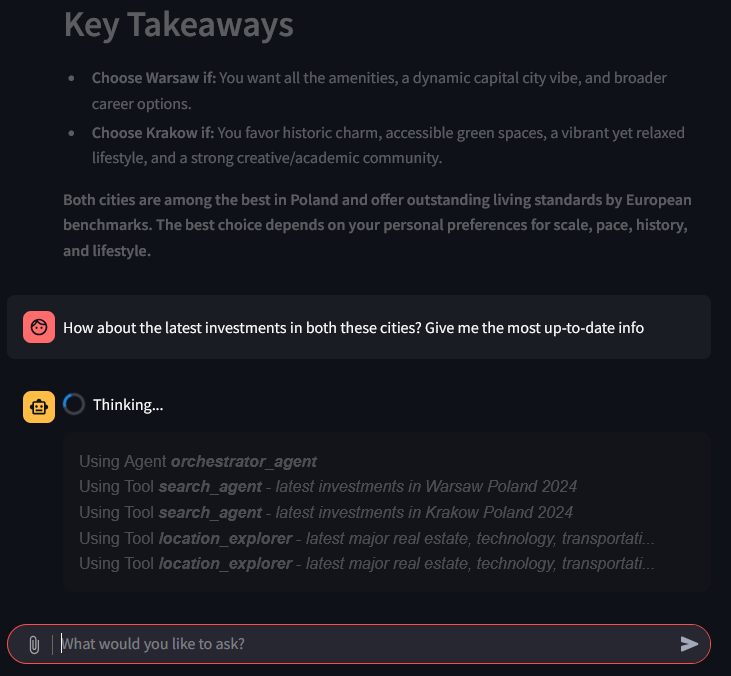 Key Takeaways
• Choose Warsaw if: You want all the amenities, a dynamic capital city vibe, and broader
career options.
• Choose Krakow if: You favor historic charm, accessible green spaces, a vibrant yet relaxed
lifestyle, and a strong creative/academic community.
Both cities are among the best in Poland and offer outstanding living standards by European
benchmarks. The best choice depends on your personal preferences for scale, pace, history,
and lifestyle.
How about the latest investments in both these cities? Give me the most up-to-date info
Thinking...
Using Agent orchestrator_agent
Using Tool search_agent - latest investments in Warsaw Poland 2024
Using Tool search_agent - latest investments in Krakow Poland 2024
Using Tool location_explorer - latest major real estate, technology, transportati...
Using Tool location_explorer - latest major real estate, technology, transportati...
What would you like to ask?